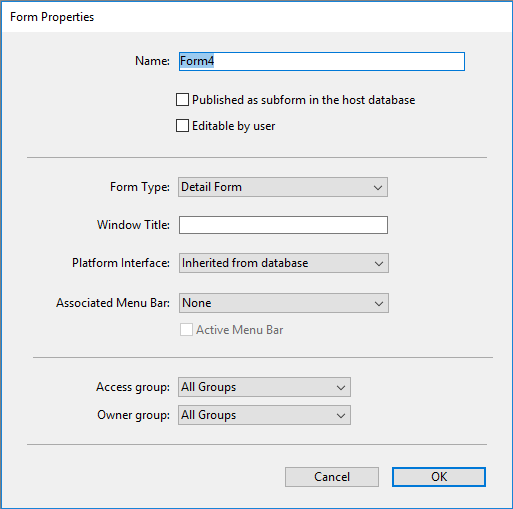 Form Properties
Name: Form4
Published as subform in the host database
Editable by user
Form Type: Detail Form
Window Title:
Platform Interface: Inherited from database
Associated Menu Bar: None
Active Menu Bar
Access group: All Groups
Owner group: All Groups
Cancel OK